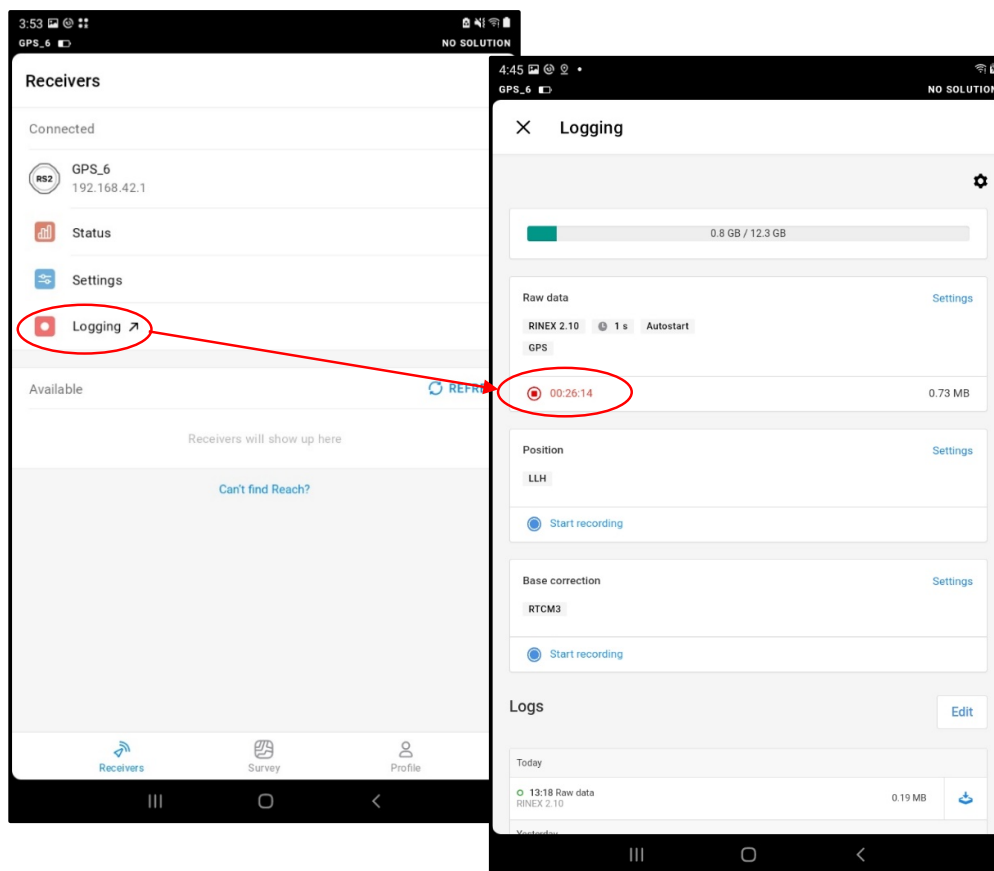 3:53
GPS_6
NO SOLUTION
Receivers
Connected
RS2
GPS_6
192.168.42.1
Status
Settings
Logging
Available
Receivers will show up here
Can't find Reach?
Receivers
Survey
Profile
4:45
GPS_6
NO SOLUTION
Logging
0.8 GB / 12.3 GB
Raw data
Settings
RINEX 2.10
1 s
Autostart
GPS
00:26:14
0.73 MB
Position
Settings
LLH
Start recording
Base correction
Settings
RTCM3
Start recording
Logs
Edit
Today
13:18 Raw data
RINEX 2.10
0.19 MB
Yesterday